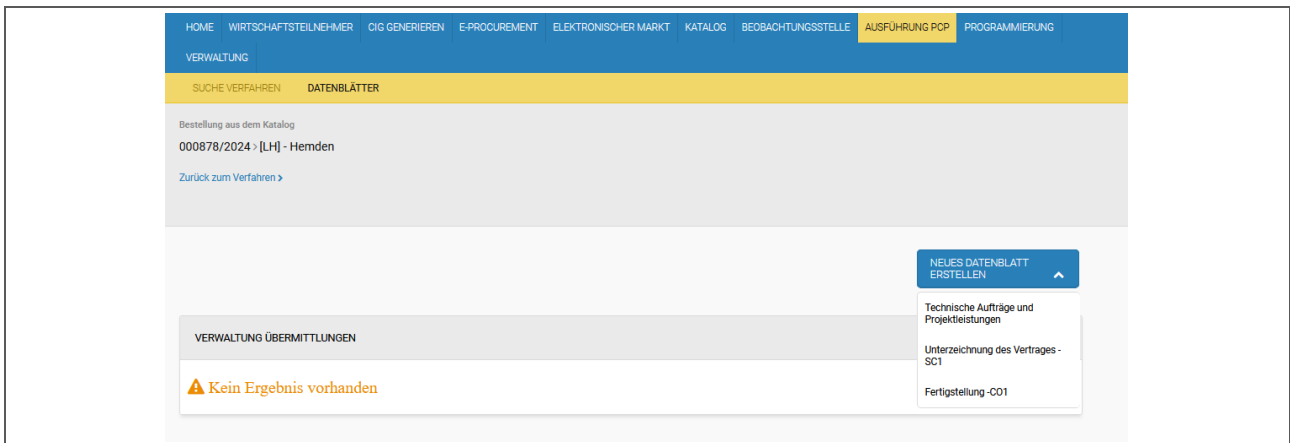 HOME WIRTSCHAFTSTEILNEHMER CIG GENERIEREN E-PROCUREMENT ELEKTRONISCHER MARKT KATALOG BEOBACHTUNGSSTELLE AUSFÜHRUNG PCP PROGRAMMIERUNG
VERWALTUNG
SUCHE VERFAHREN DATENBLÄTTER
Bestellung aus dem Katalog
000878/2024 > [LH] - Hemden
Zurück zum Verfahren >
NEUES DATENBLATT
ERSTELLEN
Technische Aufträge und
Projektleistungen
Unterzeichnung des Vertrages -
SC1
Fertigstellung -CO1
VERWALTUNG ÜBERMITTLUNGEN
Kein Ergebnis vorhanden